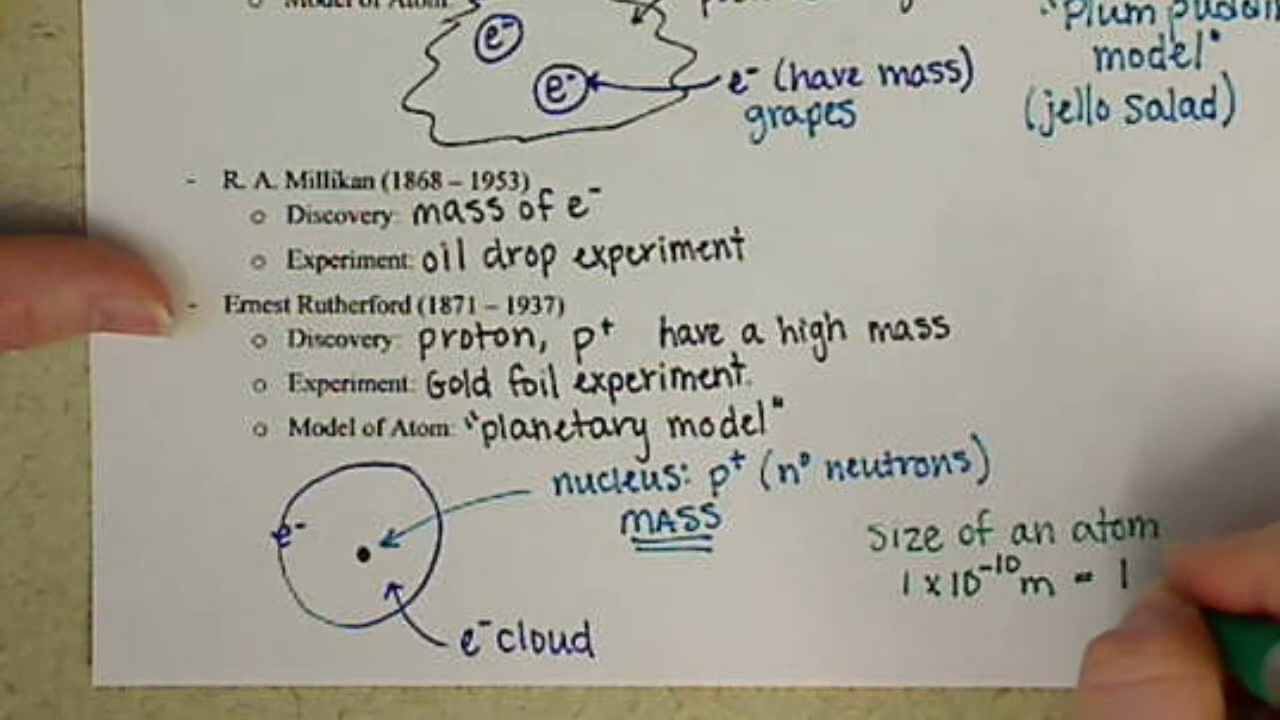 Model of Atom:
"Plum
model"
e⁻
e⁻
e⁻ (have mass)
grapes
(jello salad)
- R. A. Millikan (1868 – 1953)
o Discovery: mass of e⁻
o Experiment: oil drop experiment
- Ernest Rutherford (1871 – 1937)
o Discovery: proton, p⁺ have a high mass
o Experiment: Gold foil experiment.
o Model of Atom: "planetary model"
nucleus: p⁺ (n° neutrons)
MASS
e⁻
size of an atom
1 x 10⁻¹⁰ m = 1
e⁻ cloud